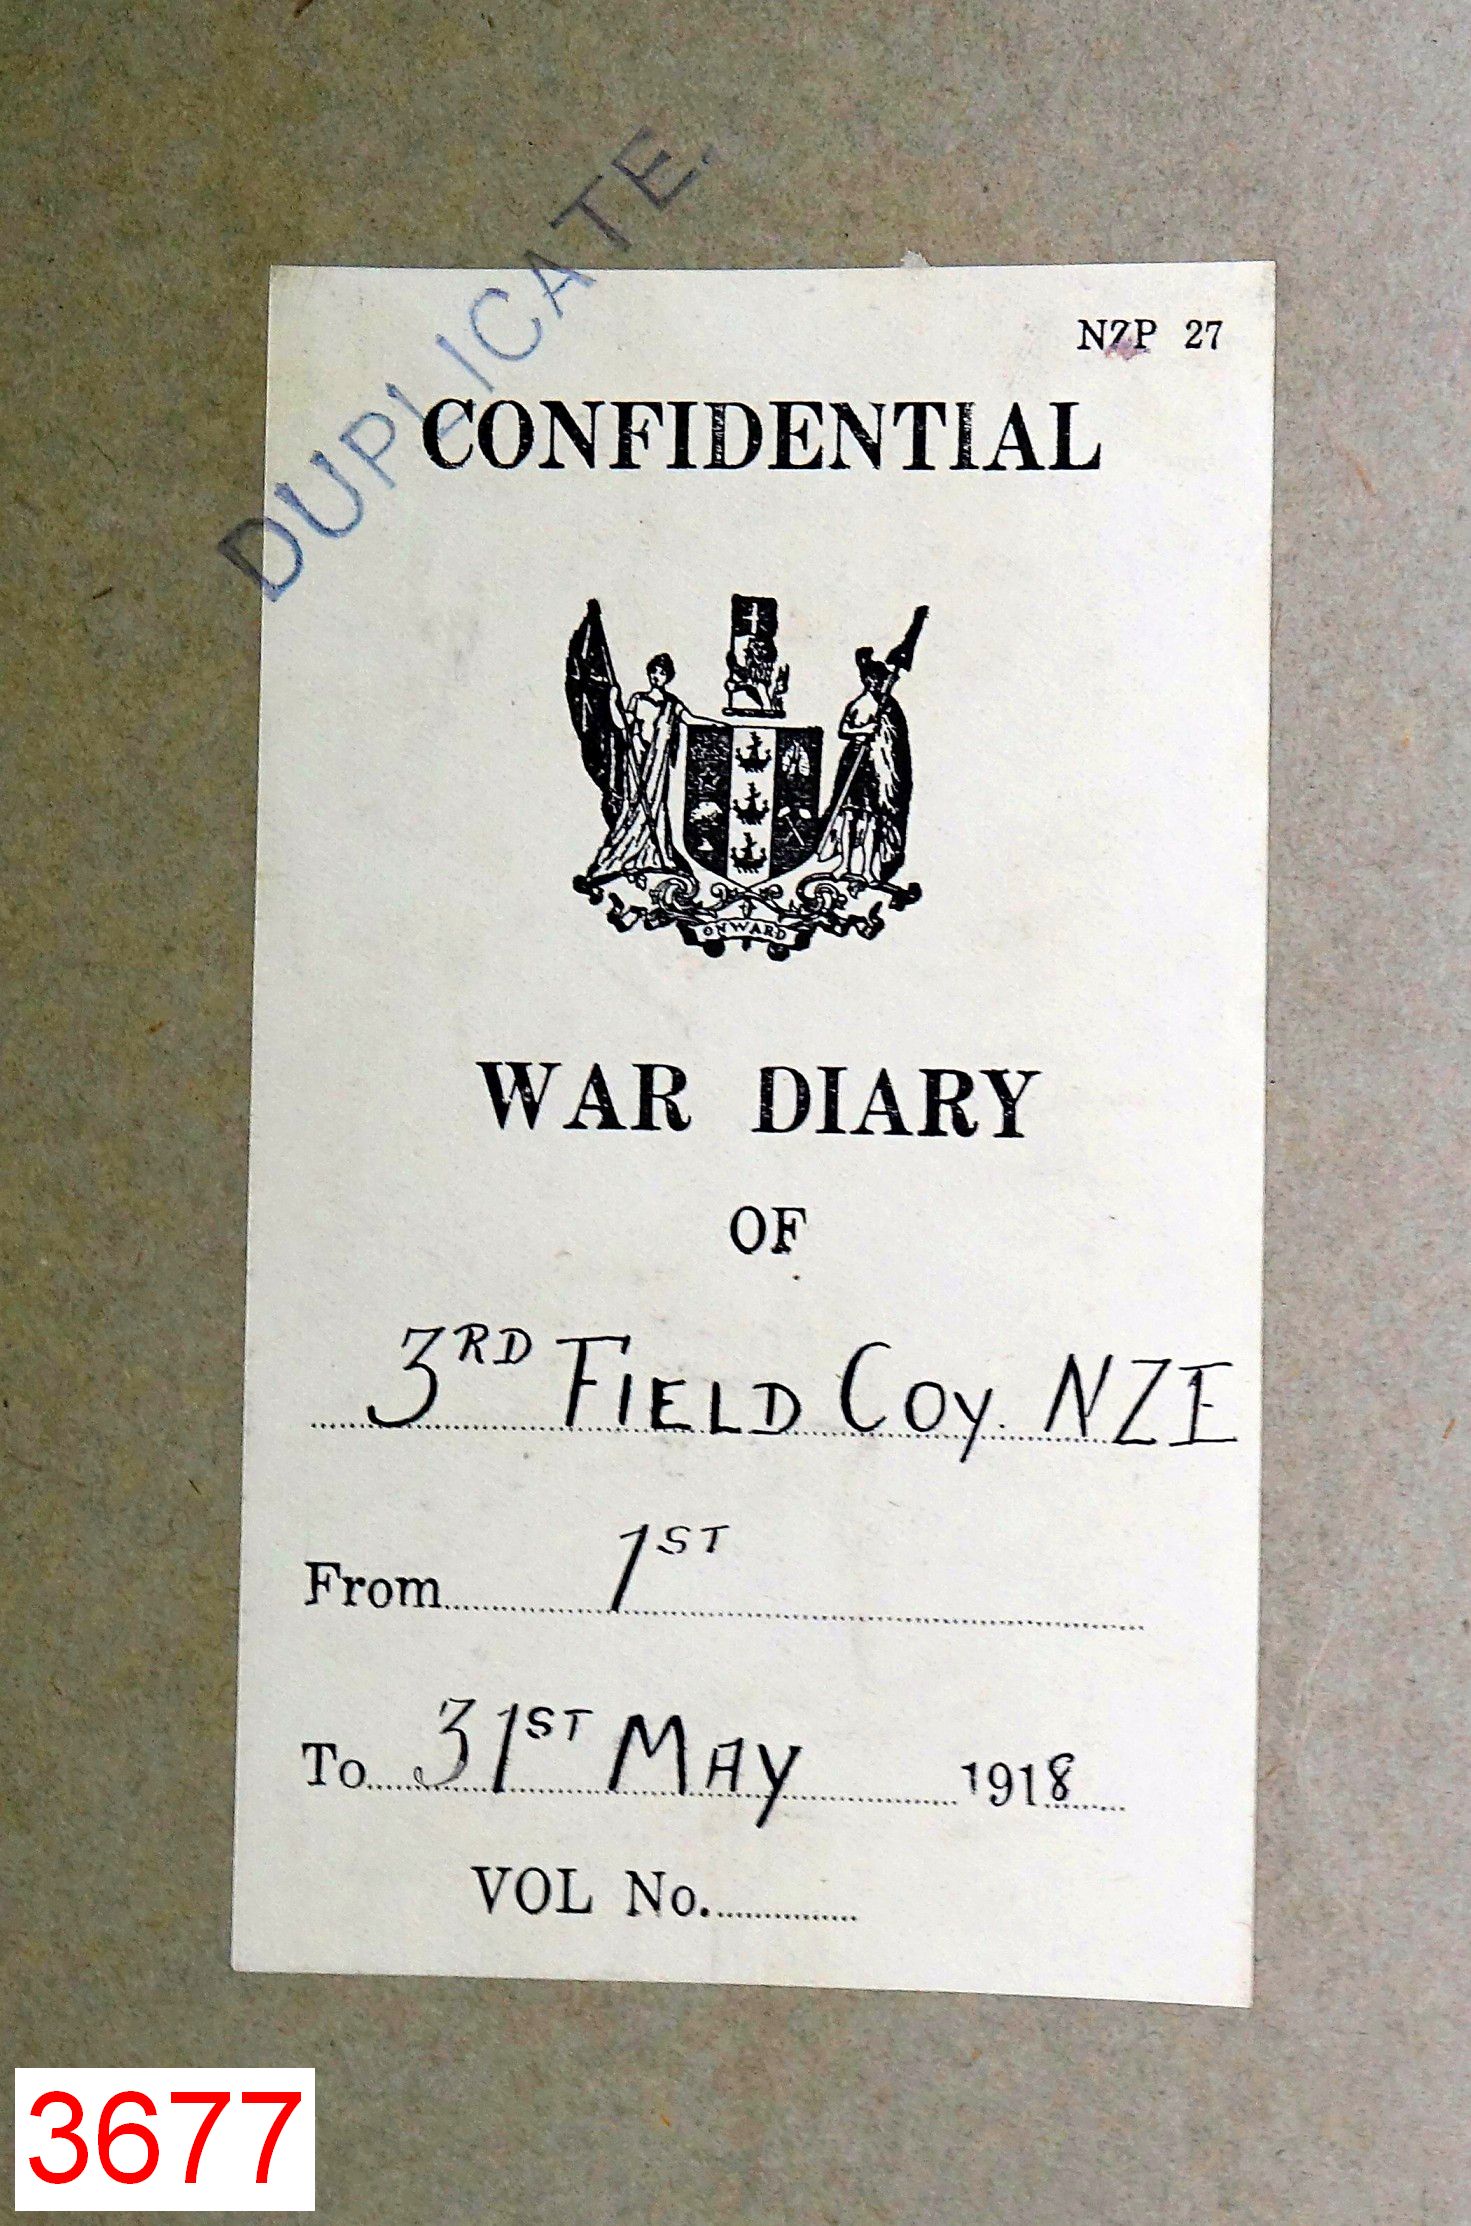 DUPLICATE.
NZP 27
CONFIDENTIAL
ONWARD
WAR DIARY
OF
3RD FIELD COY. NZE
From 1ST
To 31ST MAY 1918
VOL No.
3677